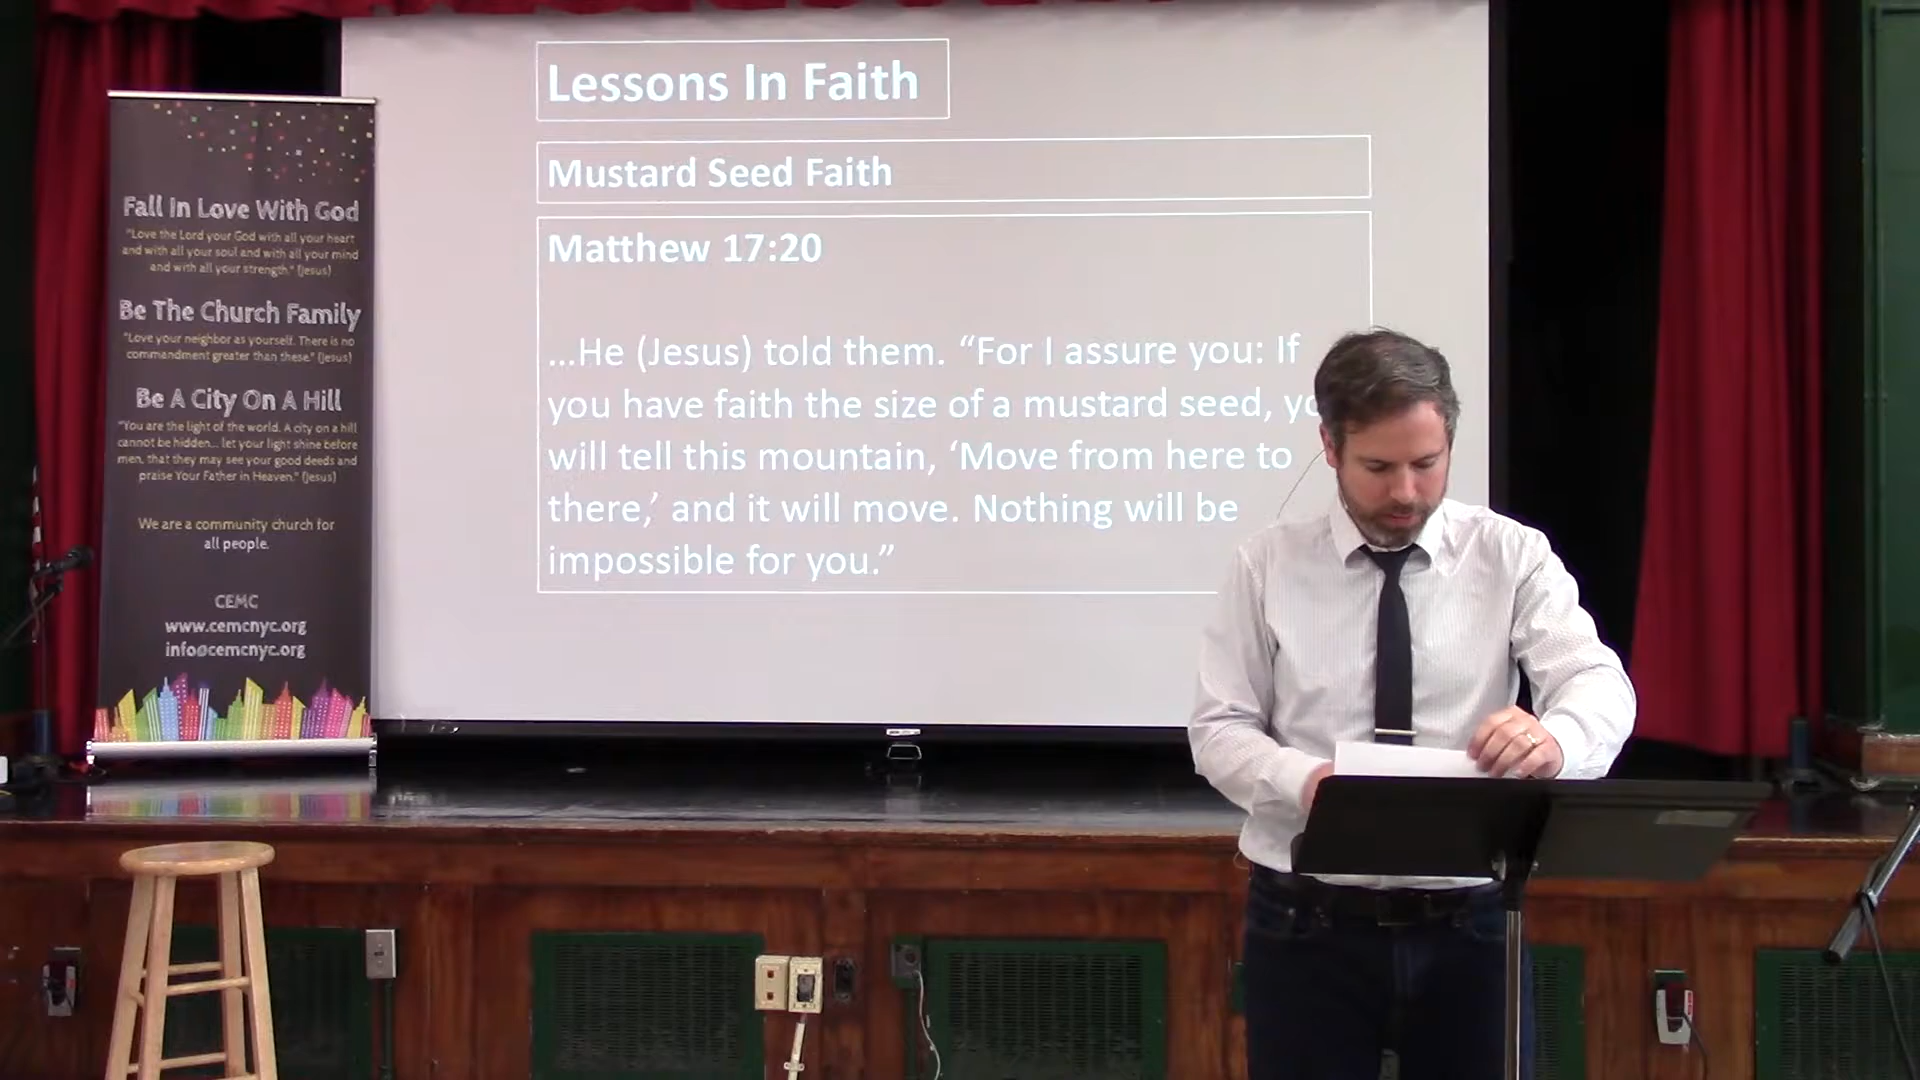 Lessons In Faith
Mustard Seed Faith
Matthew 17:20
...He (Jesus) told them. “For I assure you: If
you have faith the size of a mustard seed,
will tell this mountain, ‘Move from here to
there,’ and it will move. Nothing will be
impossible for you.”
Fall In Love With God
"Love the Lord your God with all your heart
and with all your soul and with all your mind
and with all your strength." (Jesus)
Be The Church Family
"Love your neighbor as yourself. There is no
commandment greater than these." (Jesus)
Be A City On A Hill
"You are the light of the world. A city on a hill
cannot be hidden... let your light shine before
men, that they may see your good deeds and
praise Your Father in Heaven." (Jesus)
We are a community church for
all people.
CEMC
www.cemcnyc.org
info@cemcnyc.org